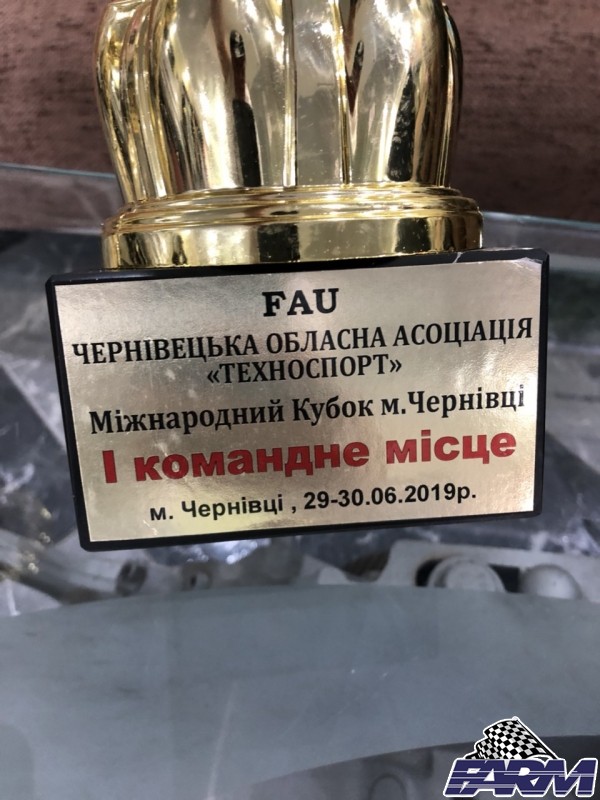 FAU
ЧЕРНІВЕЦЬКА ОБЛАСНА АСОЦІАЦІЯ
«ТЕХНОСПОРТ»
Міжнародний Кубок м.Чернівці
І командне місце
м. Чернівці , 29-30.06.2019р.
FARM